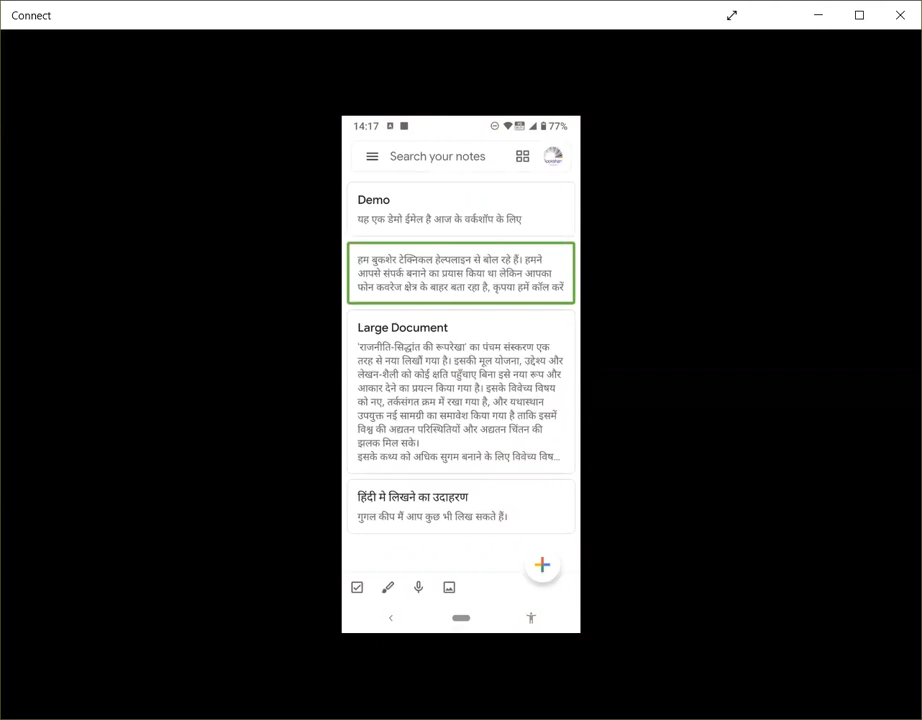 Connect
14:17
77%
Search your notes
Demo
यह एक डेमो ईमेल है आज के वर्कशॉप के लिए
हम बुकशेर टेक्निकल हेल्पलाइन से बोल रहे हैं। हमने
आपसे संपर्क बनाने का प्रयास किया था लेकिन आपका
फोन कवरेज क्षेत्र के बाहर बता रहा है, कृपया हमें कॉल करें
Large Document
'राजनीति-सिद्धांत की रूपरेखा' का पंचम संस्करण एक
तरह से नया लिखौं गया है। इसकी मूल योजना, उद्देश्य और
लेखन-शैली को कोई क्षति पहुँचाए बिना इसे नया रूप और
आकार देने का प्रयत्न किया गया है। इसके विवेच्य विषय
को नए, तर्कसंगत क्रम में रखा गया है, और यथास्थान
उपयुक्त नई सामग्री का समावेश किया गया है ताकि इसमें
विश्व की अद्यतन परिस्थितियों और अद्यतन चिंतन की
झलक मिल सके।
इसके कथ्य को अधिक सुगम बनाने के लिए विवेच्य विष...
हिंदी मे लिखने का उदाहरण
गुगल कीप मैं आप कुछ भी लिख सकते हैं।